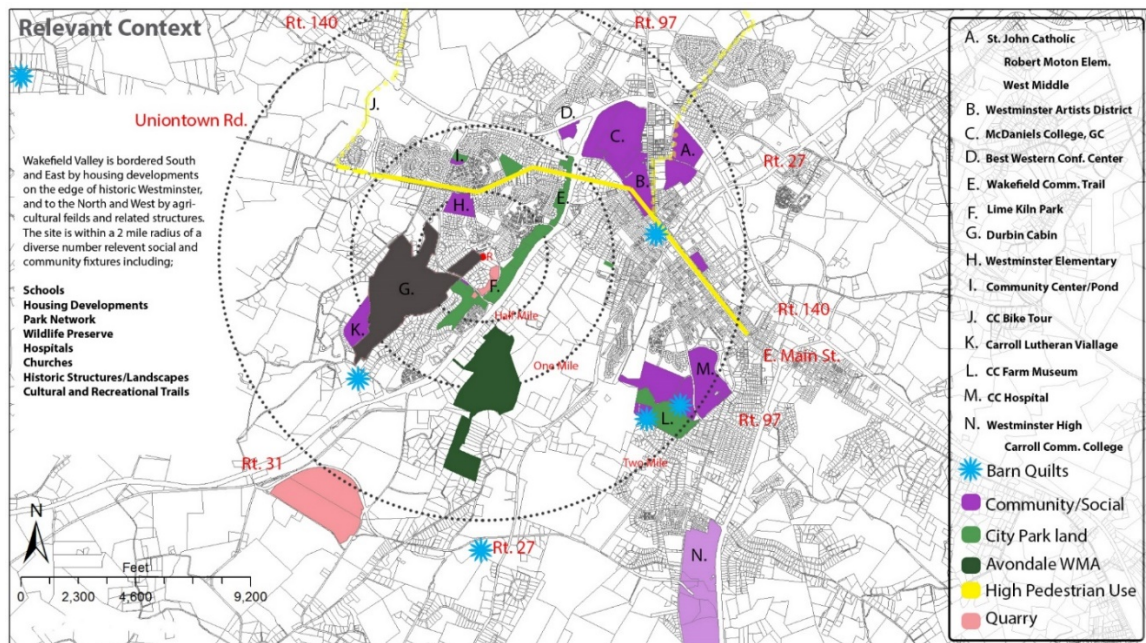 Relevant Context
Rt. 140
Rt. 97
Uniontown Rd.
J.
D.
C.
A.
Rt. 27
I.
B.
E.
H.
Wakefield Valley is bordered South
and East by housing developments
on the edge of historic Westminster,
and to the North and West by agri-
cultural feilds and related structures.
The site is within a 2 mile radius of a
diverse number relevent social and
community fixtures including;
Schools
Housing Developments
Park Network
Wildlife Preserve
Hospitals
Churches
Historic Structures/Landscapes
Cultural and Recreational Trails
R
G.
F.
Half Mile
K.
Rt. 140
One Mile
E. Main St.
M.
L.
Rt. 97
Two Mile
Rt. 31
Rt. 27
N.
N
Feet
0 2,300 4,600 9,200
A. St. John Catholic
Robert Moton Elem.
West Middle
B. Westminster Artists District
C. McDaniels College, GC
D. Best Western Conf. Center
E. Wakefield Comm. Trail
F. Lime Kiln Park
G. Durbin Cabin
H. Westminster Elementary
I. Community Center/Pond
J. CC Bike Tour
K. Carroll Lutheran Viallage
L. CC Farm Museum
M. CC Hospital
N. Westminster High
Carroll Comm. College
Barn Quilts
Community/Social
City Park land
Avondale WMA
High Pedestrian Use
Quarry